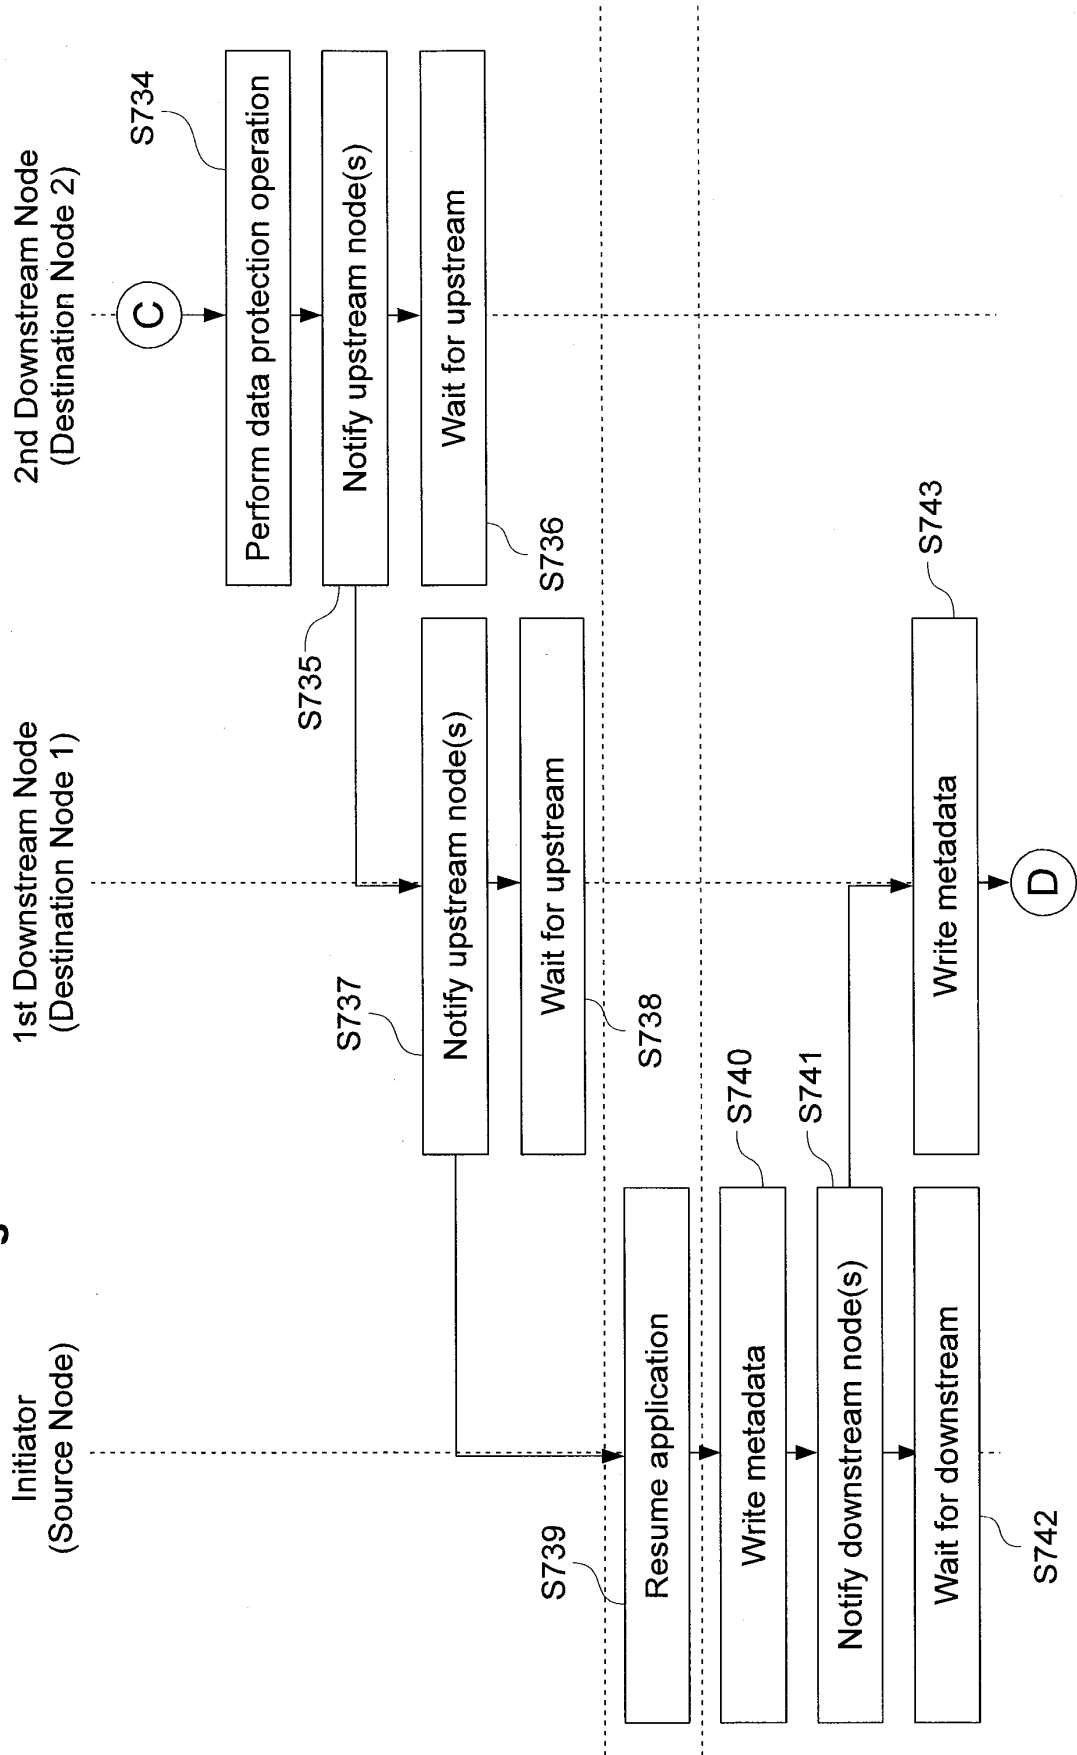 Initiator
(Source Node)
1st Downstream Node
(Destination Node 1)
2nd Downstream Node
(Destination Node 2)
C
S734
Perform data protection operation
S735
Notify upstream node(s)
Wait for upstream
S736
S737
Notify upstream node(s)
Wait for upstream
S738
S739
Resume application
S740
Write metadata
S741
Notify downstream node(s)
Wait for downstream
S742
S743
Write metadata
D